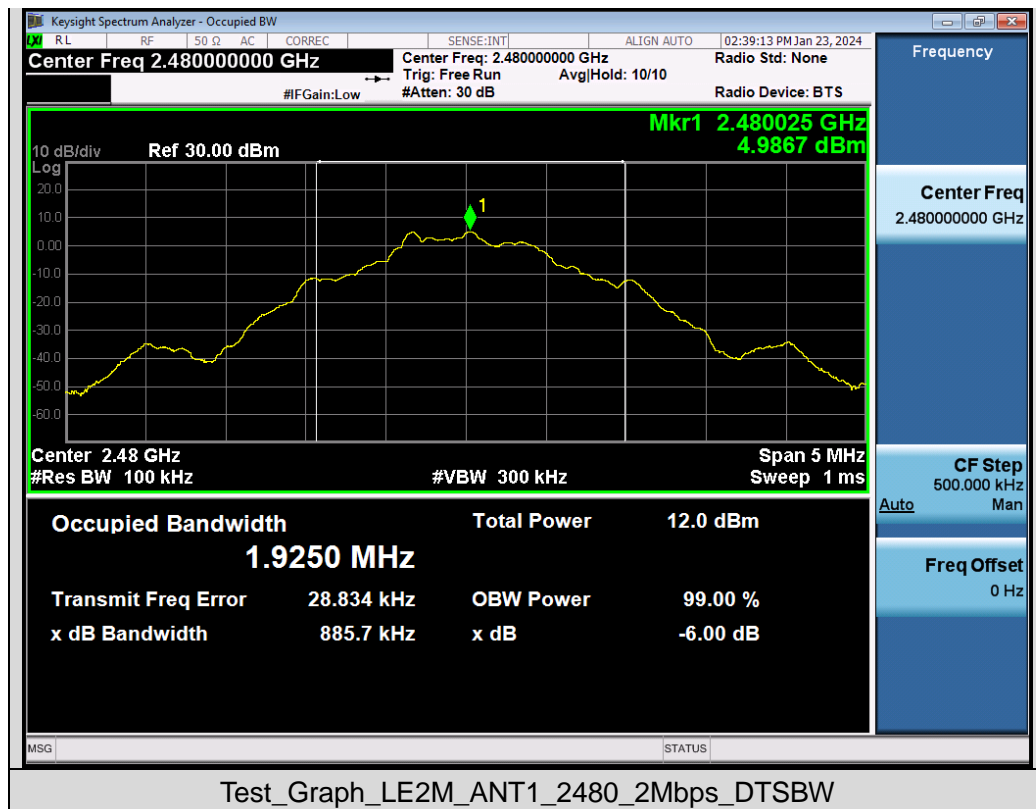 Keysight Spectrum Analyzer - Occupied BW
LXI RL RF 50 Ω AC CORREC SENSE:INT ALIGN AUTO 02:39:13 PM Jan 23, 2024
Center Freq 2.480000000 GHz
Center Freq: 2.480000000 GHz
Radio Std: None
Trig: Free Run Avg|Hold: 10/10
#IFGain:Low
#Atten: 30 dB
Radio Device: BTS
Mkr1 2.480025 GHz
4.9867 dBm
10 dB/div Ref 30.00 dBm
Log
20.0
10.0
0.00
-10.0
-20.0
-30.0
-40.0
-50.0
-60.0
1
Center 2.48 GHz Span 5 MHz
#Res BW 100 kHz #VBW 300 kHz Sweep 1 ms
Occupied Bandwidth Total Power 12.0 dBm
1.9250 MHz
Transmit Freq Error 28.834 kHz OBW Power 99.00 %
x dB Bandwidth 885.7 kHz x dB -6.00 dB
Frequency
Center Freq
2.480000000 GHz
CF Step
500.000 kHz
Auto Man
Freq Offset
0 Hz
MSG STATUS
Test_Graph_LE2M_ANT1_2480_2Mbps_DTSBW